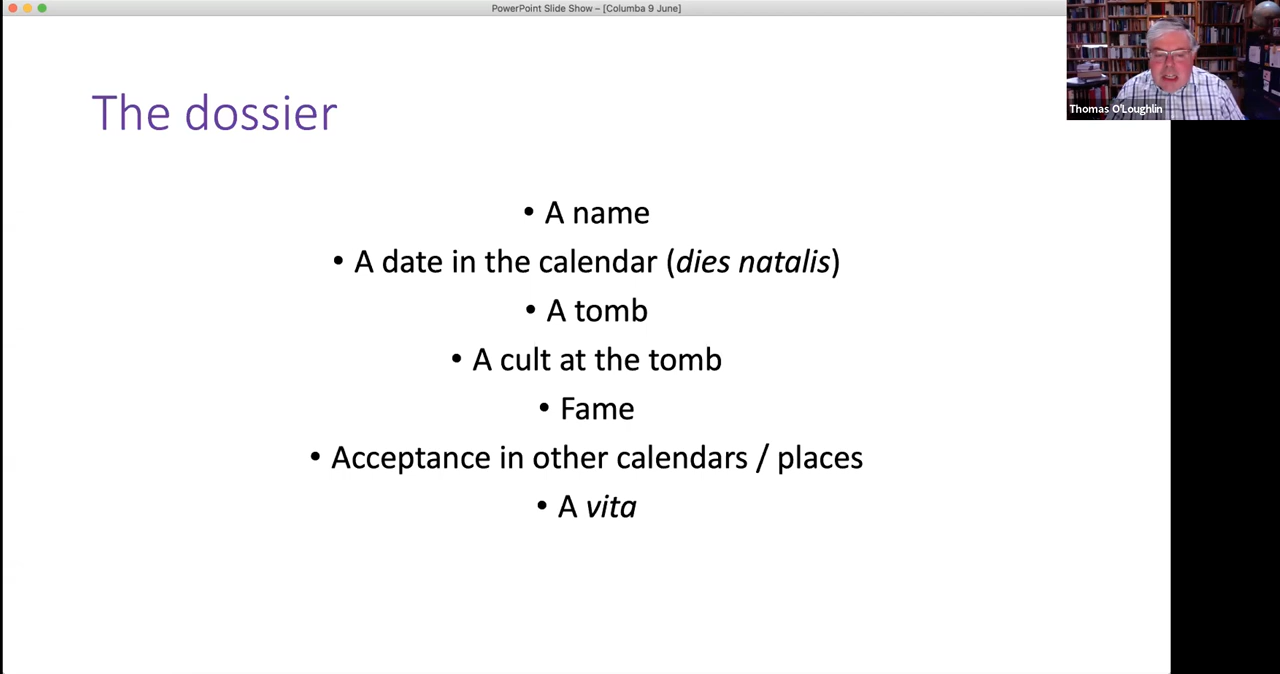 PowerPoint Slide Show – [Columba 9 June]
Thomas O'Loughlin
The dossier
• A name
• A date in the calendar (dies natalis)
• A tomb
• A cult at the tomb
• Fame
• Acceptance in other calendars / places
• A vita